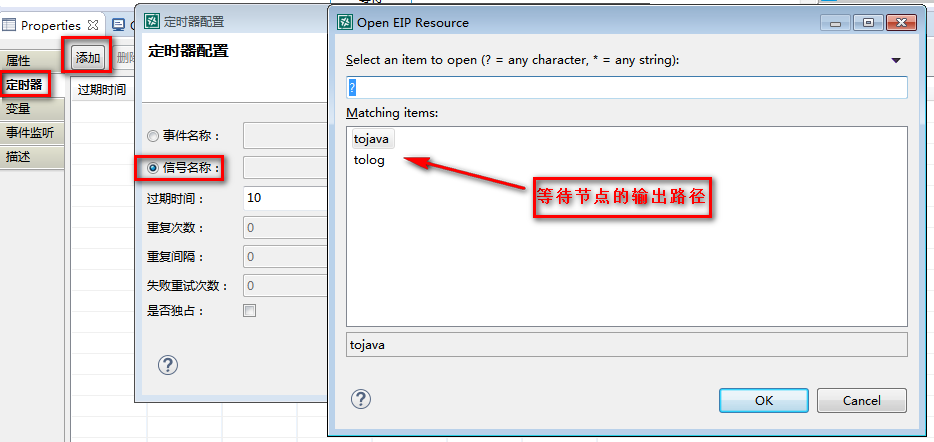 Properties
属性
定时器
变量
事件监听
描述
添加
过期时间
定时器配置
定时器配置
事件名称：
信号名称：
过期时间：
10
重复次数：
0
重复间隔：
0
失败重试次数：
0
是否独占：
Open EIP Resource
Select an item to open (? = any character, * = any string):
?
Matching items:
tojava
tolog
等待节点的输出路径
tojava
OK
Cancel